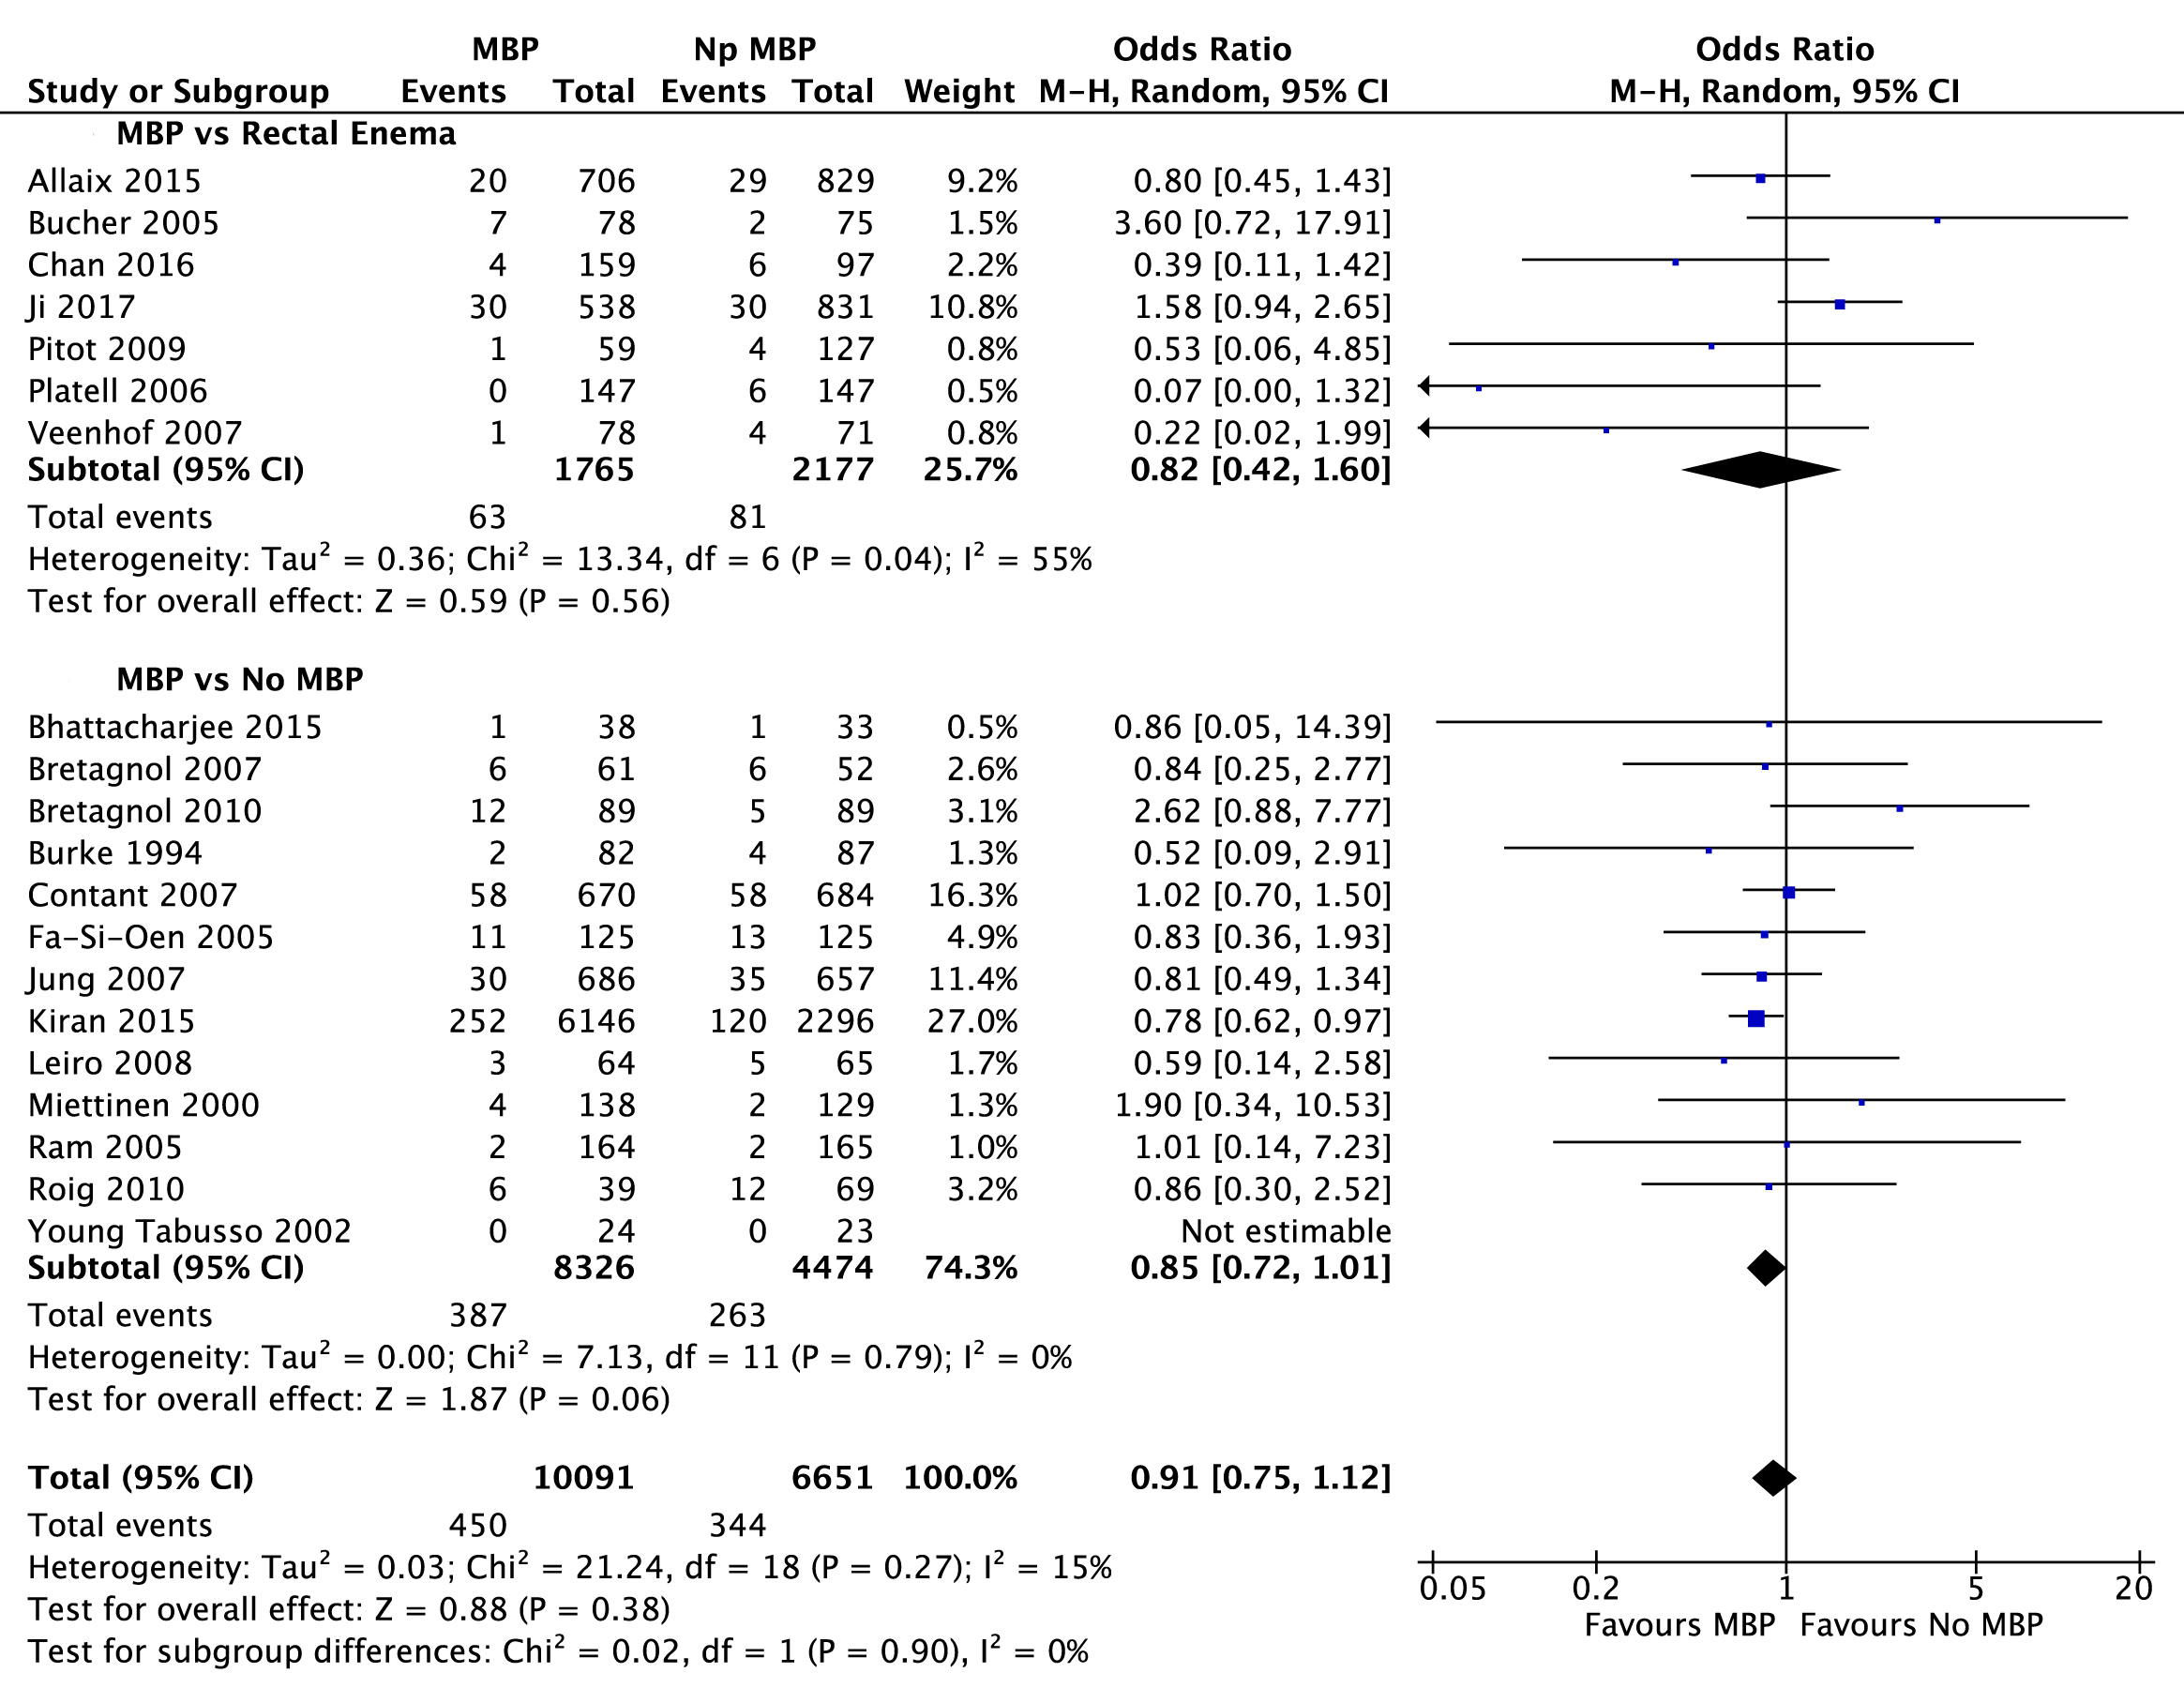 MBP Np MBP Odds Ratio Odds Ratio
Study or Subgroup Events Total Events Total Weight M-H, Random, 95% CI M-H, Random, 95% CI
MBP vs Rectal Enema
Allaix 2015 20 706 29 829 9.2% 0.80 [0.45, 1.43]
Bucher 2005 7 78 2 75 1.5% 3.60 [0.72, 17.91]
Chan 2016 4 159 6 97 2.2% 0.39 [0.11, 1.42]
Ji 2017 30 538 30 831 10.8% 1.58 [0.94, 2.65]
Pitot 2009 1 59 4 127 0.8% 0.53 [0.06, 4.85]
Platell 2006 0 147 6 147 0.5% 0.07 [0.00, 1.32]
Veenhof 2007 1 78 4 71 0.8% 0.22 [0.02, 1.99]
Subtotal (95% CI) 1765 2177 25.7% 0.82 [0.42, 1.60]
Total events 63 81
Heterogeneity: Tau² = 0.36; Chi² = 13.34, df = 6 (P = 0.04); I² = 55%
Test for overall effect: Z = 0.59 (P = 0.56)
MBP vs No MBP
Bhattacharjee 2015 1 38 1 33 0.5% 0.86 [0.05, 14.39]
Bretagnol 2007 6 61 6 52 2.6% 0.84 [0.25, 2.77]
Bretagnol 2010 12 89 5 89 3.1% 2.62 [0.88, 7.77]
Burke 1994 2 82 4 87 1.3% 0.52 [0.09, 2.91]
Contant 2007 58 670 58 684 16.3% 1.02 [0.70, 1.50]
Fa-Si-Oen 2005 11 125 13 125 4.9% 0.83 [0.36, 1.93]
Jung 2007 30 686 35 657 11.4% 0.81 [0.49, 1.34]
Kiran 2015 252 6146 120 2296 27.0% 0.78 [0.62, 0.97]
Leiro 2008 3 64 5 65 1.7% 0.59 [0.14, 2.58]
Miettinen 2000 4 138 2 129 1.3% 1.90 [0.34, 10.53]
Ram 2005 2 164 2 165 1.0% 1.01 [0.14, 7.23]
Roig 2010 6 39 12 69 3.2% 0.86 [0.30, 2.52]
Young Tabusso 2002 0 24 0 23 Not estimable
Subtotal (95% CI) 8326 4474 74.3% 0.85 [0.72, 1.01]
Total events 387 263
Heterogeneity: Tau² = 0.00; Chi² = 7.13, df = 11 (P = 0.79); I² = 0%
Test for overall effect: Z = 1.87 (P = 0.06)
Total (95% CI) 10091 6651 100.0% 0.91 [0.75, 1.12]
Total events 450 344
Heterogeneity: Tau² = 0.03; Chi² = 21.24, df = 18 (P = 0.27); I² = 15%
Test for overall effect: Z = 0.88 (P = 0.38)
Test for subgroup differences: Chi² = 0.02, df = 1 (P = 0.90), I² = 0%
0.05 0.2 1 5 20
Favours MBP Favours No MBP